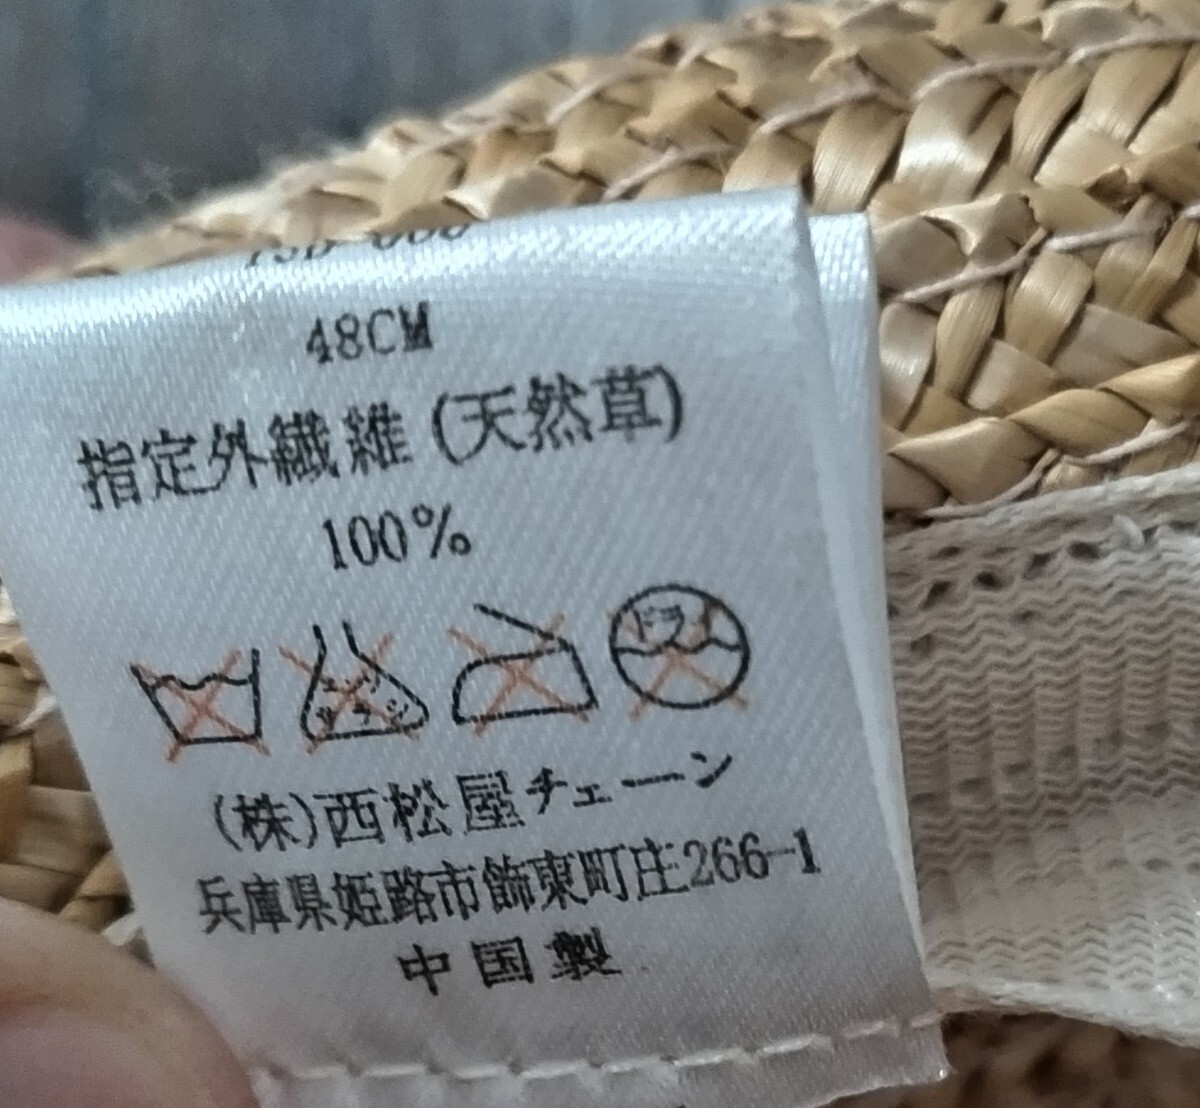 48CM
指定外繊維(天然草)
100%
ドライ
(株)西松屋チェーン
兵庫県姫路市飾東町庄266-1
中国製